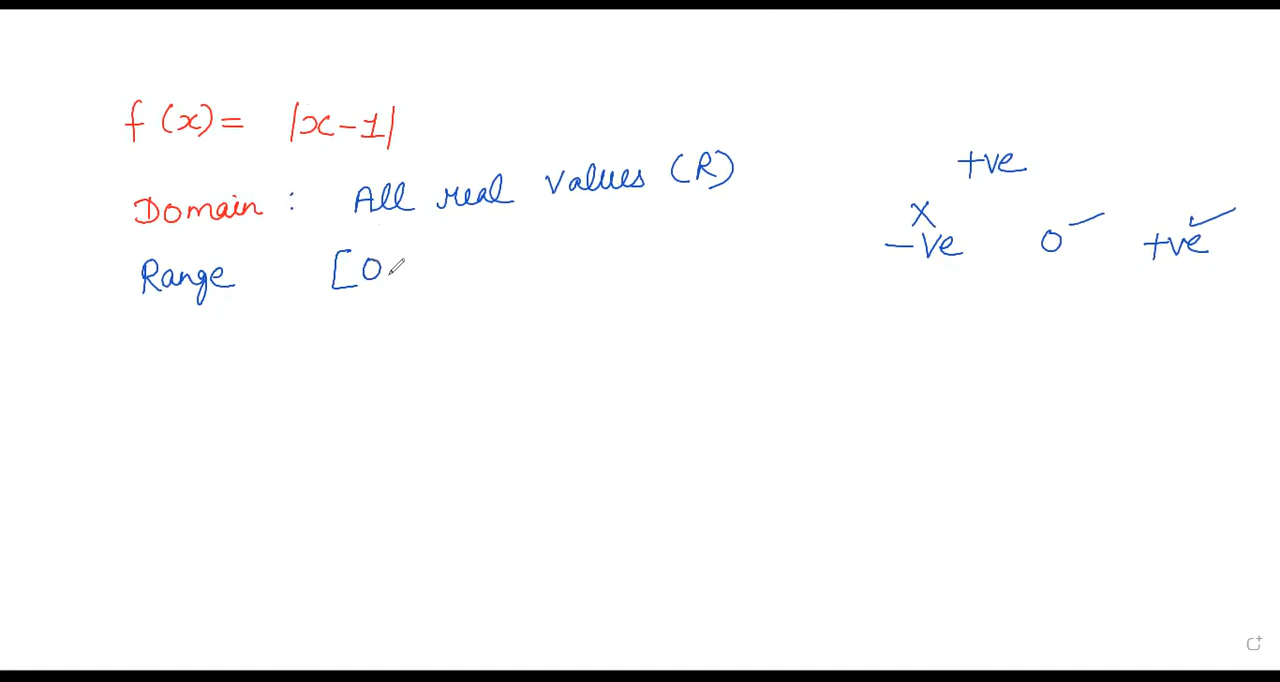 f(x) = |x-1|
Domain : All real values (R)
Range [0
+ve
x
-ve 0 ✓ +ve ✓